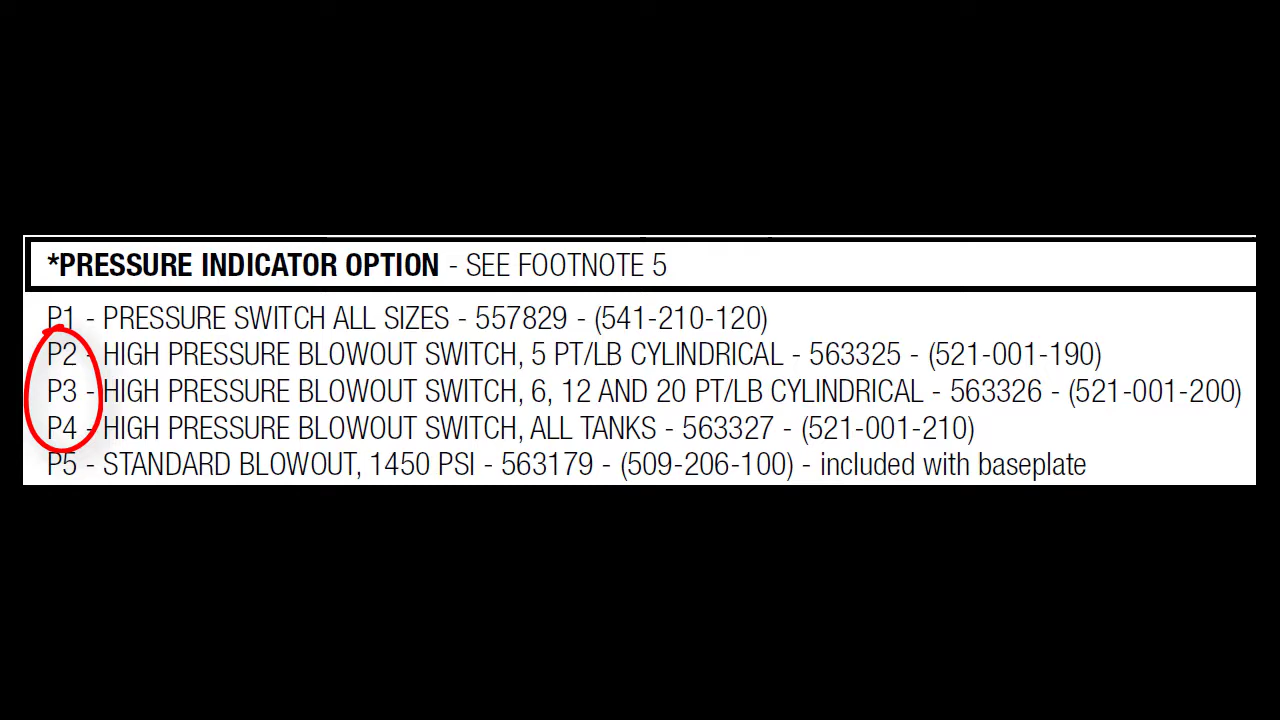 *PRESSURE INDICATOR OPTION - SEE FOOTNOTE 5
P1 - PRESSURE SWITCH ALL SIZES - 557829 - (541-210-120)
P2 - HIGH PRESSURE BLOWOUT SWITCH, 5 PT/LB CYLINDRICAL - 563325 - (521-001-190)
P3 - HIGH PRESSURE BLOWOUT SWITCH, 6, 12 AND 20 PT/LB CYLINDRICAL - 563326 - (521-001-200)
P4 - HIGH PRESSURE BLOWOUT SWITCH, ALL TANKS - 563327 - (521-001-210)
P5 - STANDARD BLOWOUT, 1450 PSI - 563179 - (509-206-100) - included with baseplate